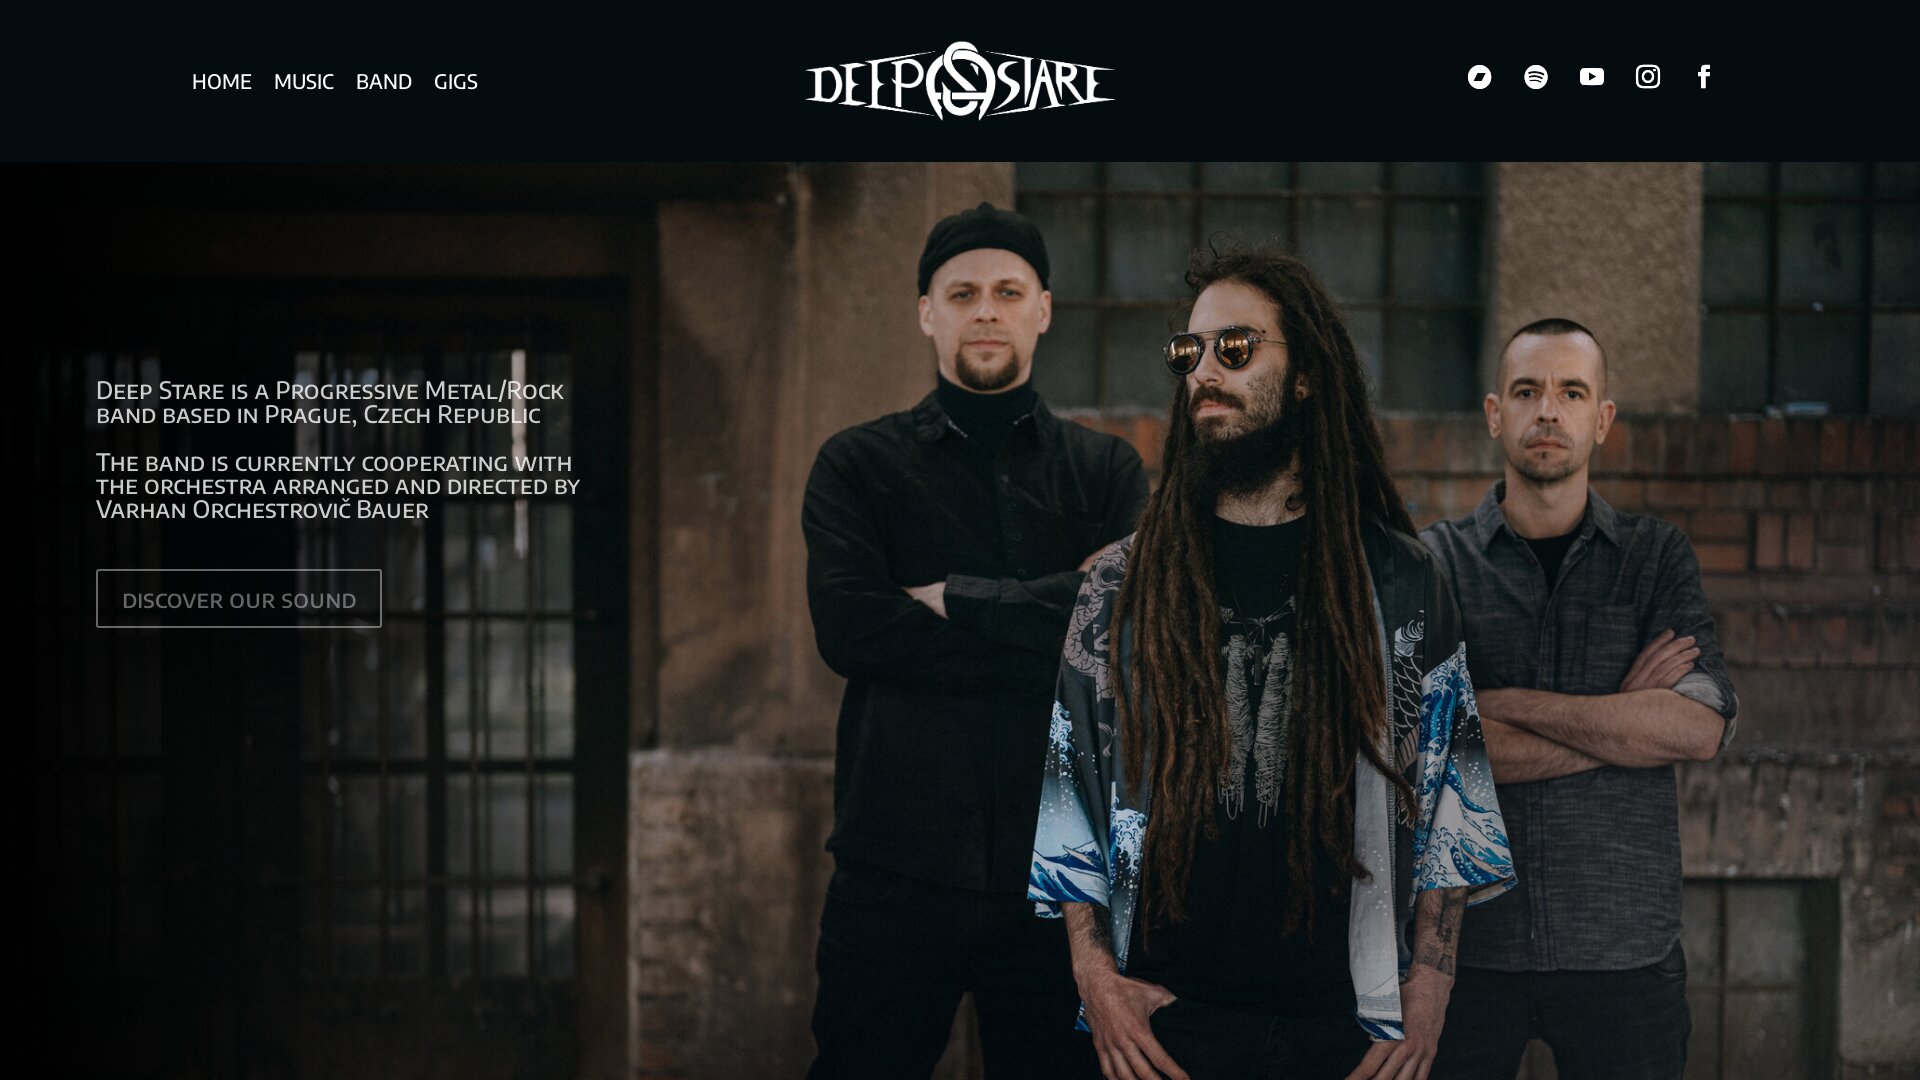 HOME MUSIC BAND GIGS
DEEP STARE
Deep Stare is a Progressive Metal/Rock
band based in Prague, Czech Republic
The band is currently cooperating with
the orchestra arranged and directed by
Varhan Orchestrovič Bauer
DISCOVER OUR SOUND